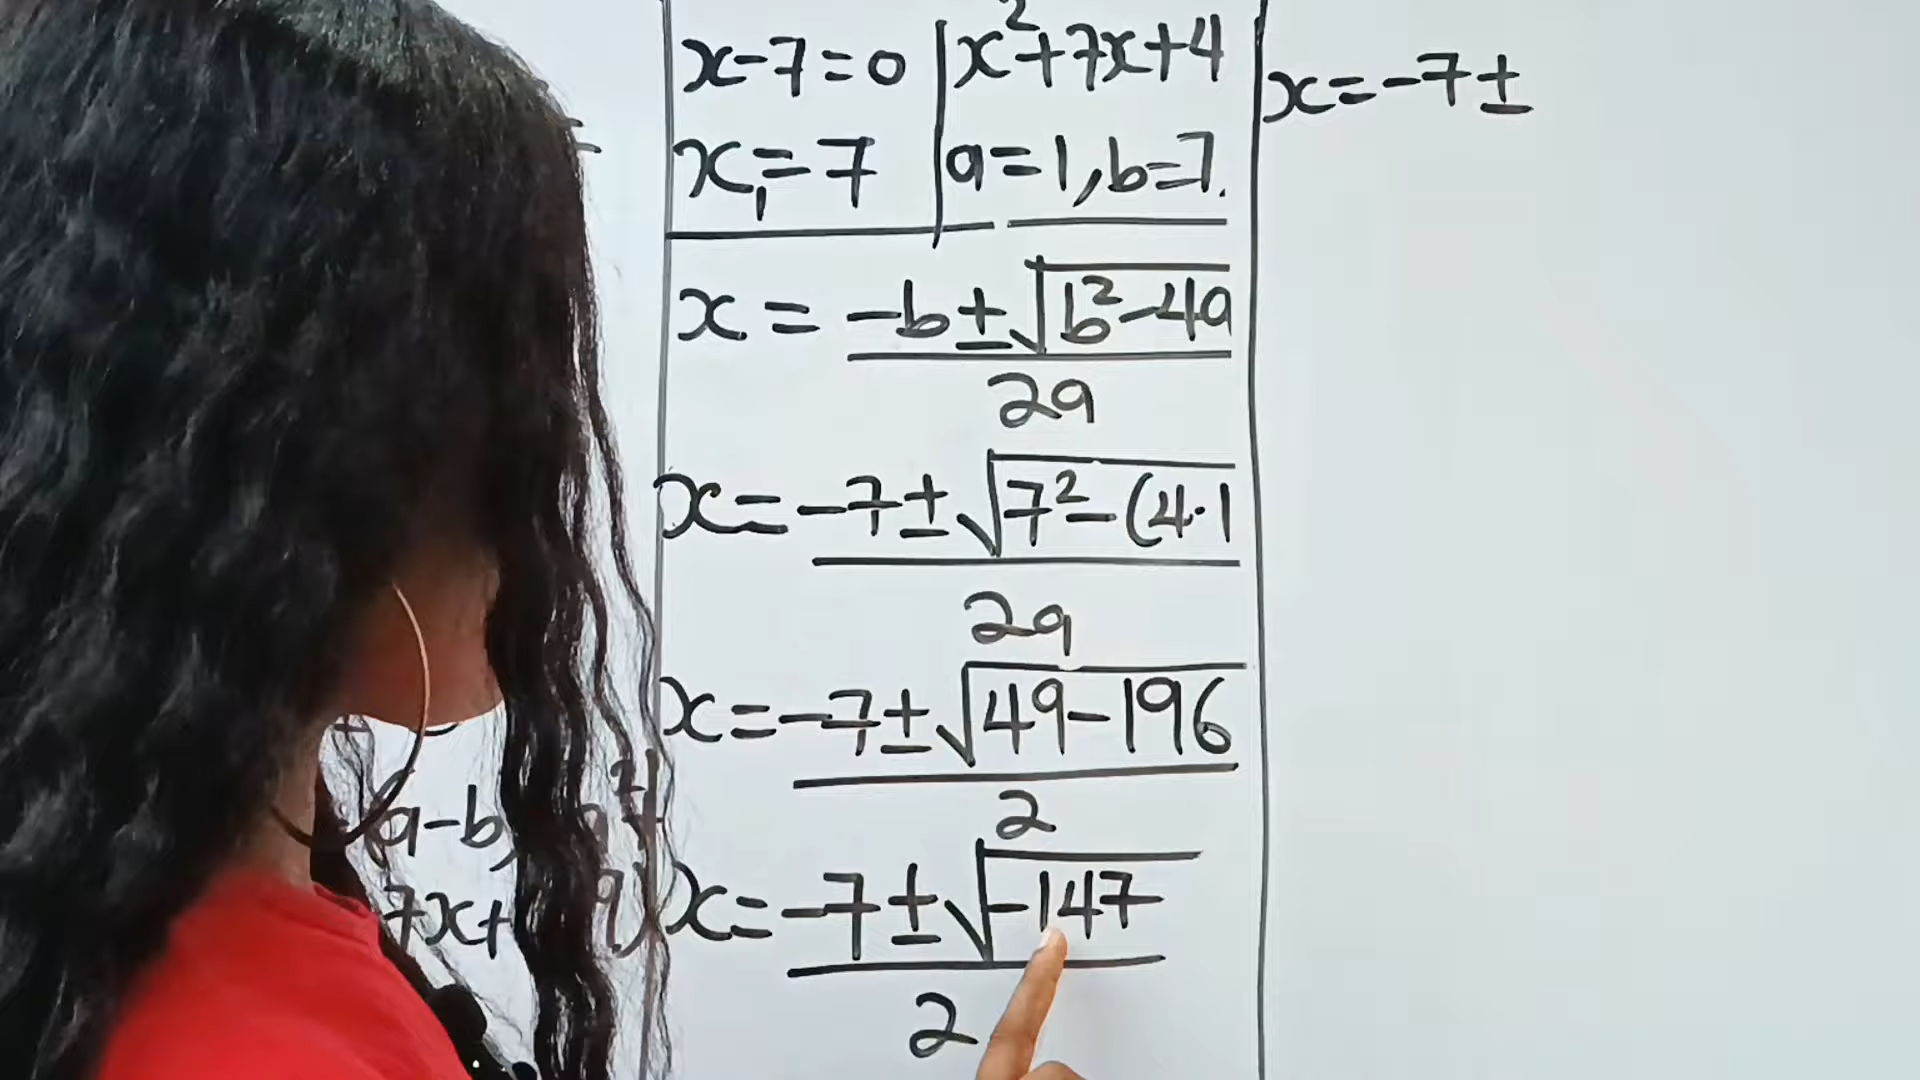 x-7=0
x₁=7
x²+7x+4
a=1, b=7.
x = -b±√b²-4a
2a
x = -7±√7²-(4·1
2a
x = -7±√49-196
2
x = -7±√-147
2
x=-7±
(a-b,
7x+
9)